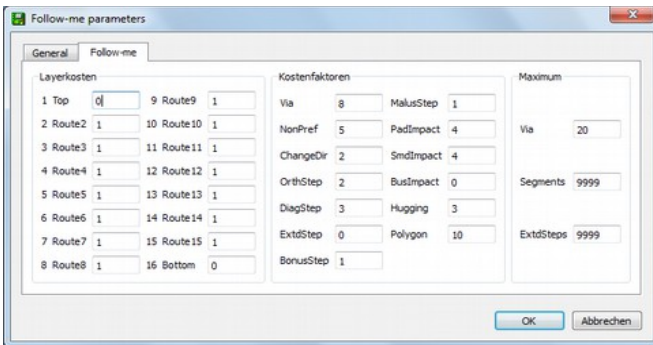 Follow-me parameters
General Follow-me
Layerkosten
1 Top 0 9 Route9 1
2 Route2 1 10 Route10 1
3 Route3 1 11 Route11 1
4 Route4 1 12 Route12 1
5 Route5 1 13 Route13 1
6 Route6 1 14 Route14 1
7 Route7 1 15 Route15 1
8 Route8 1 16 Bottom 0
Kostenfaktoren
Via 8 MalusStep 1
NonPref 5 PadImpact 4
ChangeDir 2 SmdImpact 4
OrthStep 2 BusImpact 0
DiagStep 3 Hugging 3
ExtdStep 0 Polygon 10
BonusStep 1
Maximum
Via 20
Segments 9999
ExtdSteps 9999
OK Abbrechen